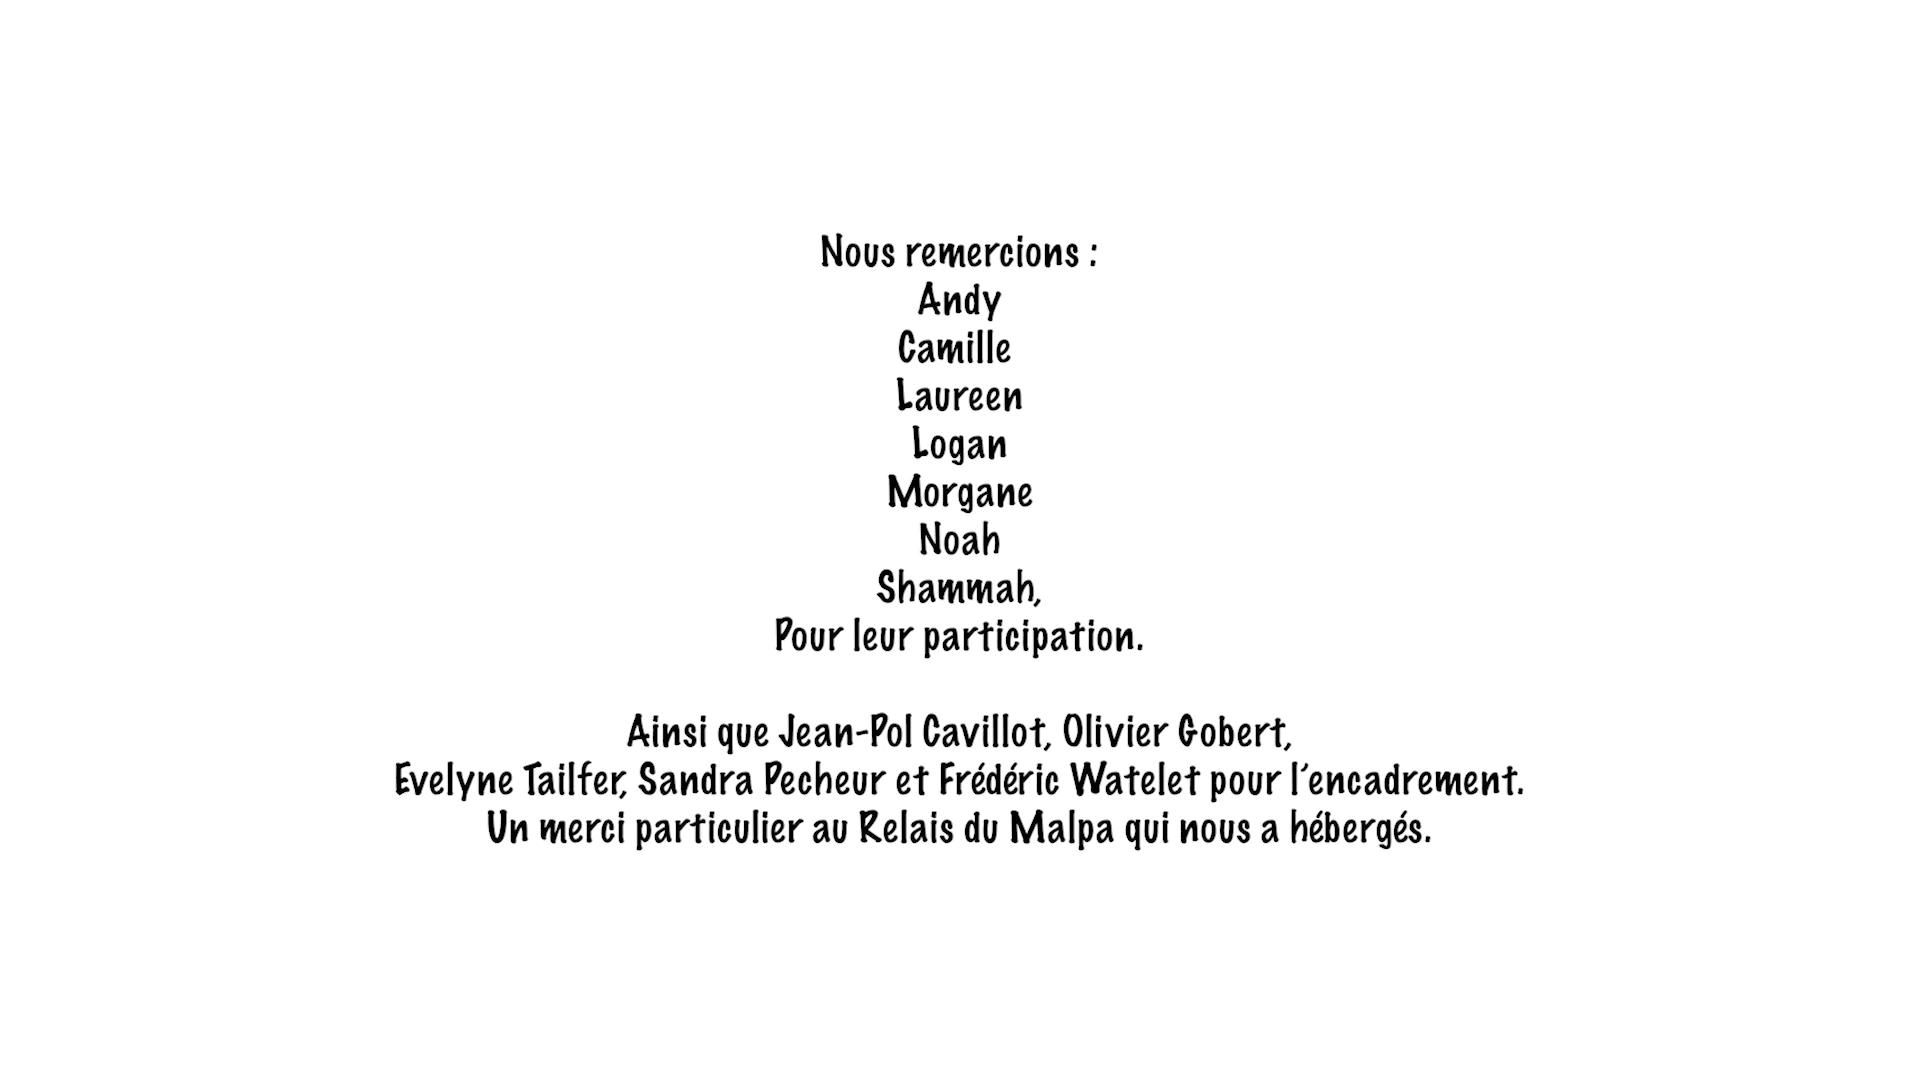 Nous remercions :
Andy
Camille
Laureen
Logan
Morgane
Noah
Shammah,
Pour leur participation.
Ainsi que Jean-Pol Cavillot, Olivier Gobert,
Evelyne Tailfer, Sandra Pecheur et Frédéric Watelet pour l'encadrement.
Un merci particulier au Relais du Malpa qui nous a hébergés.